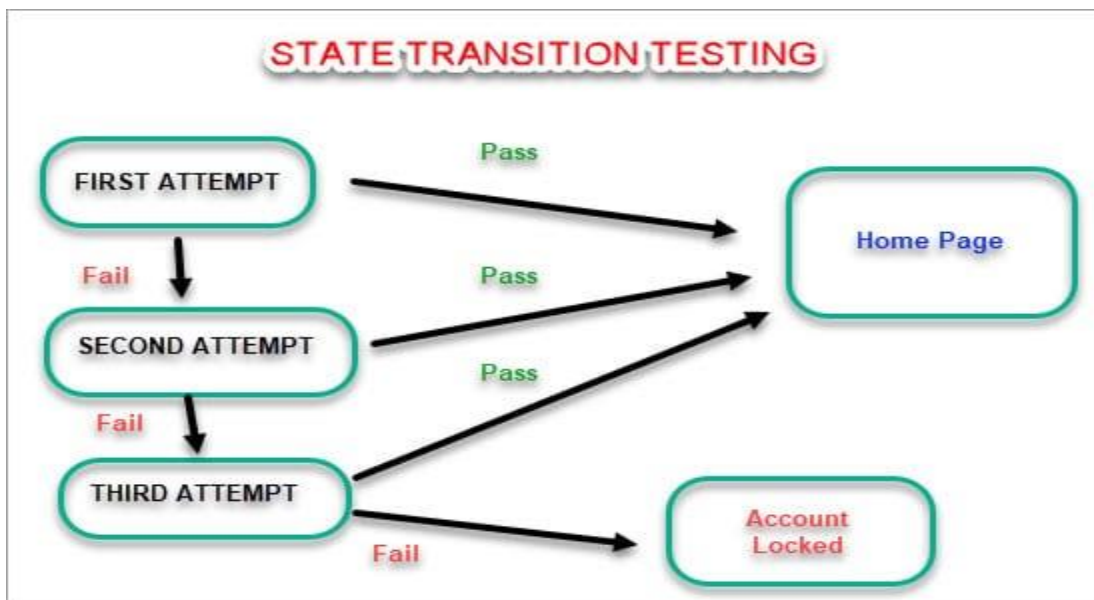 STATE TRANSITION TESTING
Pass
FIRST ATTEMPT
Home Page
Fail
Pass
SECOND ATTEMPT
Pass
Fail
THIRD ATTEMPT
Account
Locked
Fail